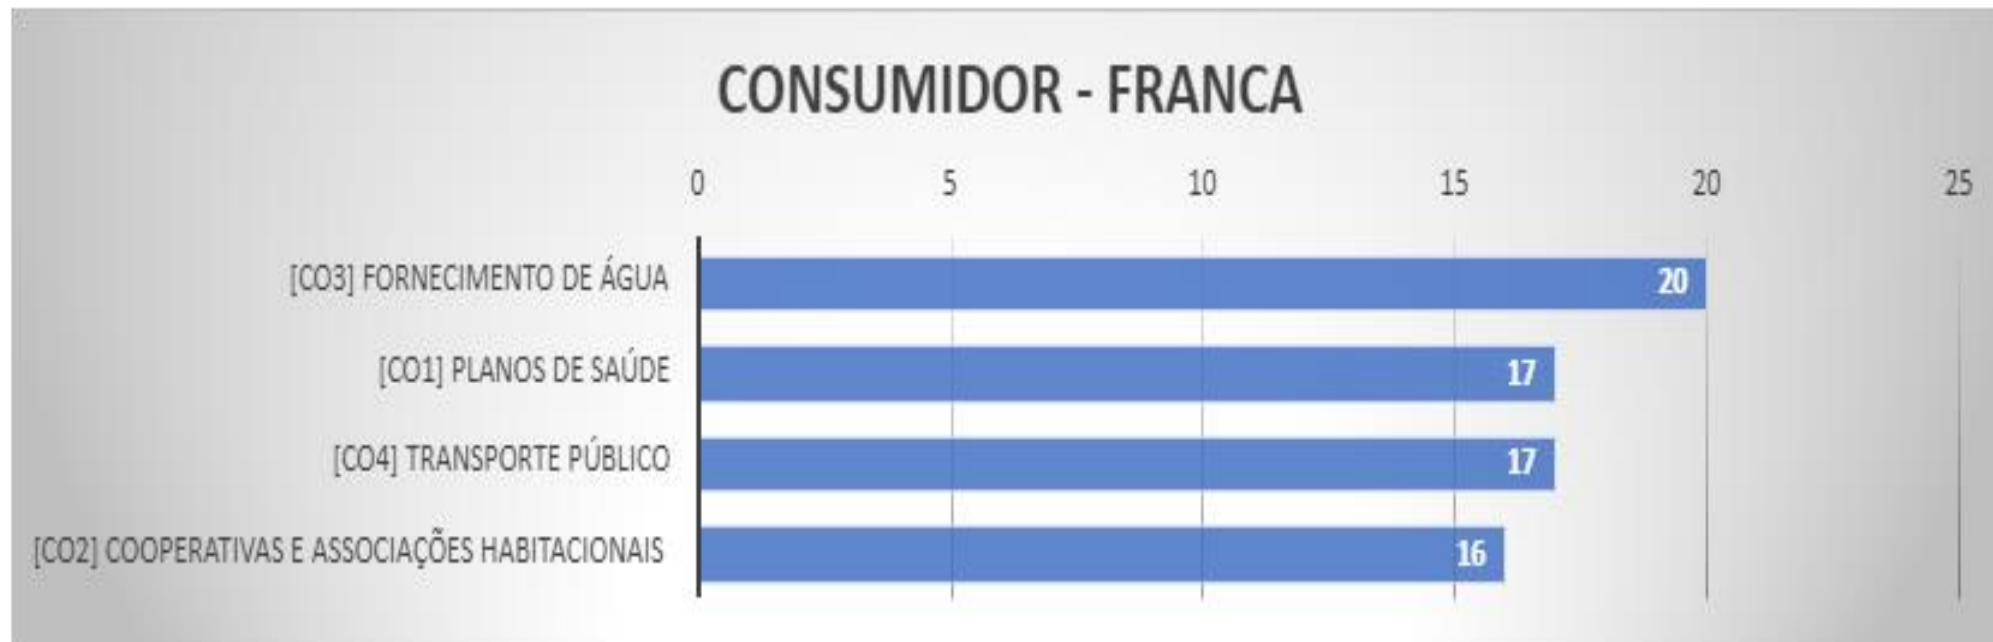 CONSUMIDOR - FRANCA
0 5 10 15 20 25
[CO3] FORNECIMENTO DE ÁGUA 20
[CO1] PLANOS DE SAÚDE 17
[CO4] TRANSPORTE PÚBLICO 17
[CO2] COOPERATIVAS E ASSOCIAÇÕES HABITACIONAIS 16